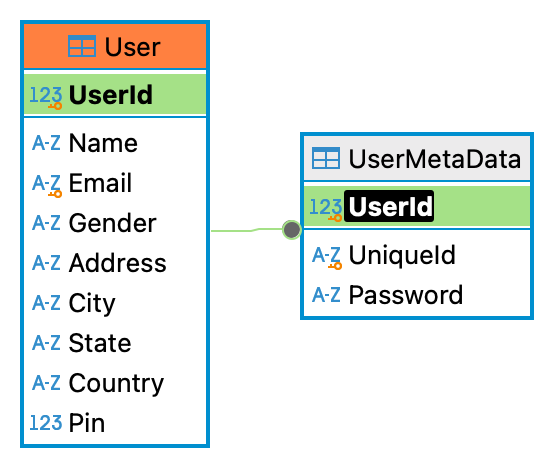 User
123 UserId
A-Z Name
A-Z Email
A-Z Gender
A-Z Address
A-Z City
A-Z State
A-Z Country
123 Pin
UserMetaData
123 UserId
A-Z UniqueId
A-Z Password